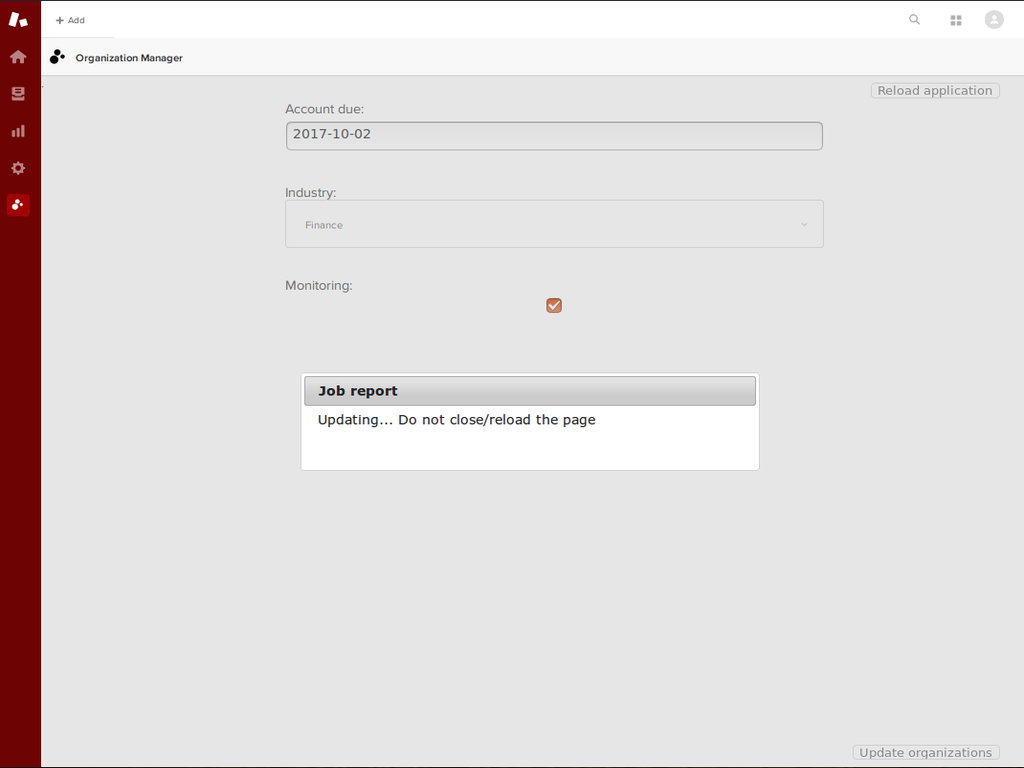 + Add
Organization Manager
Reload application
Account due:
2017-10-02
Industry:
Finance
Monitoring:
Job report
Updating... Do not close/reload the page
Update organizations